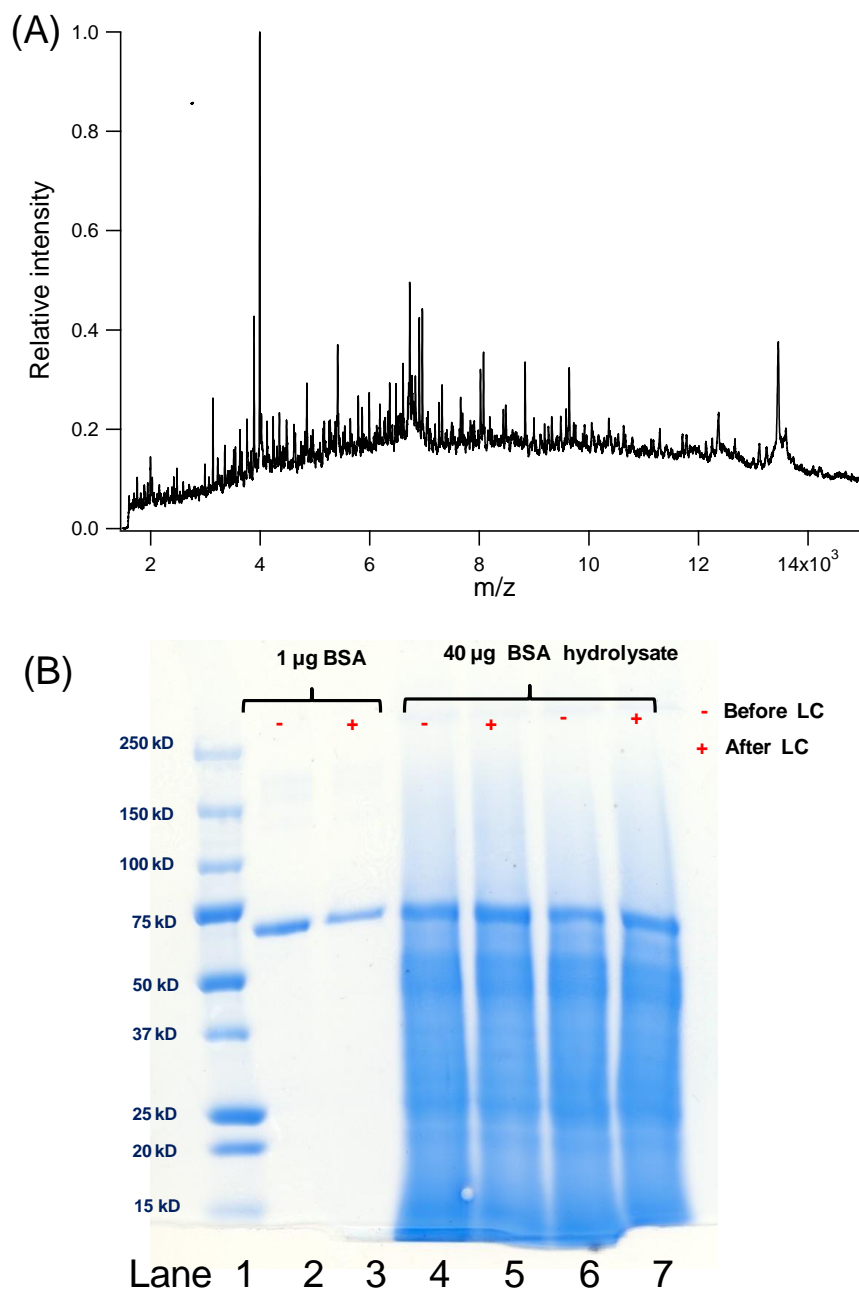 (A)
1.0
0.8
0.6
0.4
0.2
0.0
Relative intensity
2 4 6 8 10 12 14x10³
m/z
(B)
1 µg BSA
40 µg BSA hydrolysate
- + - + - +
- Before LC
+ After LC
250 kD
150 kD
100 kD
75 kD
50 kD
37 kD
25 kD
20 kD
15 kD
Lane 1 2 3 4 5 6 7